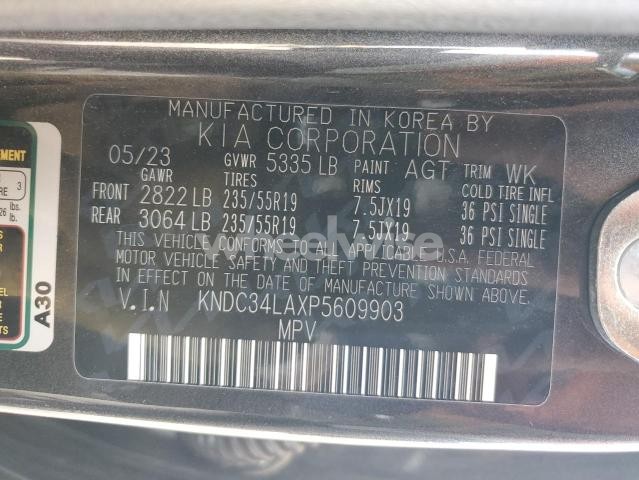 MANUFACTURED IN KOREA BY
KIA CORPORATION
05/23 GVWR 5335 LB PAINT AGT TRIM WK
GAWR TIRES RIMS COLD TIRE INFL
FRONT 2822 LB 235/55R19 7.5JX19 36 PSI SINGLE
REAR 3064 LB 235/55R19 7.5JX19 36 PSI SINGLE
THIS VEHICLE CONFORMS TO ALL APPLICABLE U.S.A. FEDERAL
MOTOR VEHICLE SAFETY AND THEFT PREVENTION STANDARDS
IN EFFECT ON THE DATE OF MANUFACTURE SHOWN ABOVE.
V.I.N KNDC34LAXP5609903
MPV
A30
3
lbs.